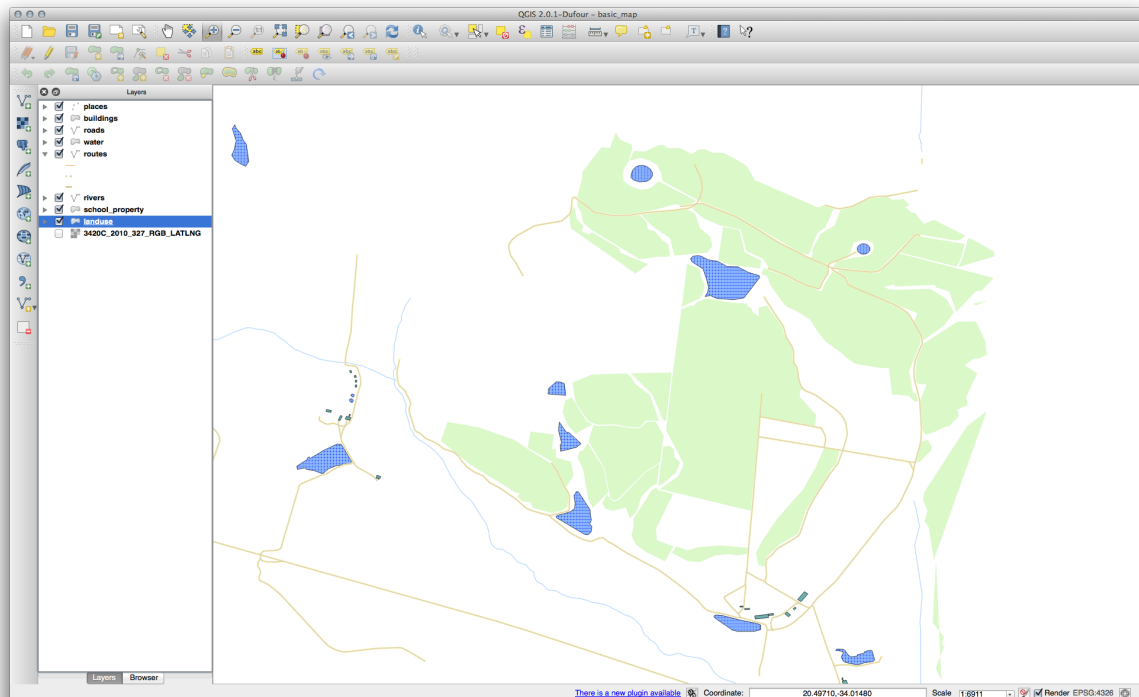 QGIS 2.0.1-Dufour - basic_map
Layers
places
buildings
roads
water
routes
rivers
school_property
landuse
3420C_2010_327_RGB_LATLNG
Layers
Browser
There is a new plugin available
Coordinate:
20.49710,-34.01480
Scale
1:6911
Render
EPSG:4326